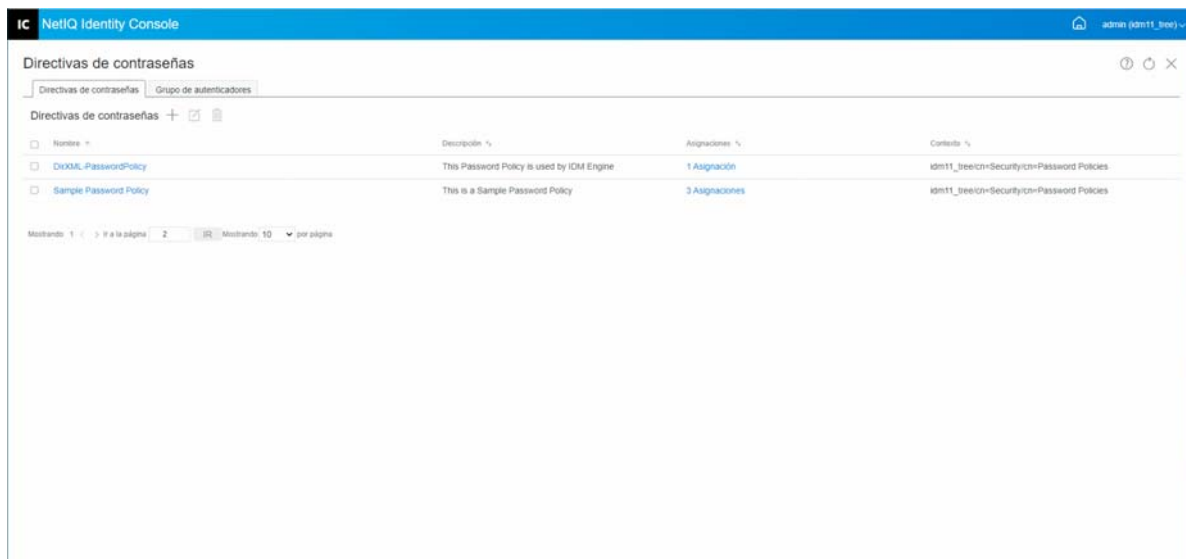 IC NetIQ Identity Console admin (idm11_tree)
Directivas de contraseñas
Directivas de contraseñas Grupo de autenticadores
Directivas de contraseñas
Nombre Descripción Asignaciones Contexto
DirXML-PasswordPolicy This Password Policy is used by IDM Engine 1 Asignación idm11_tree/cn=Security/cn=Password Policies
Sample Password Policy This is a Sample Password Policy 3 Asignaciones idm11_tree/cn=Security/cn=Password Policies
Mostrando 1 Ir a la página 2 IR Mostrando 10 por página